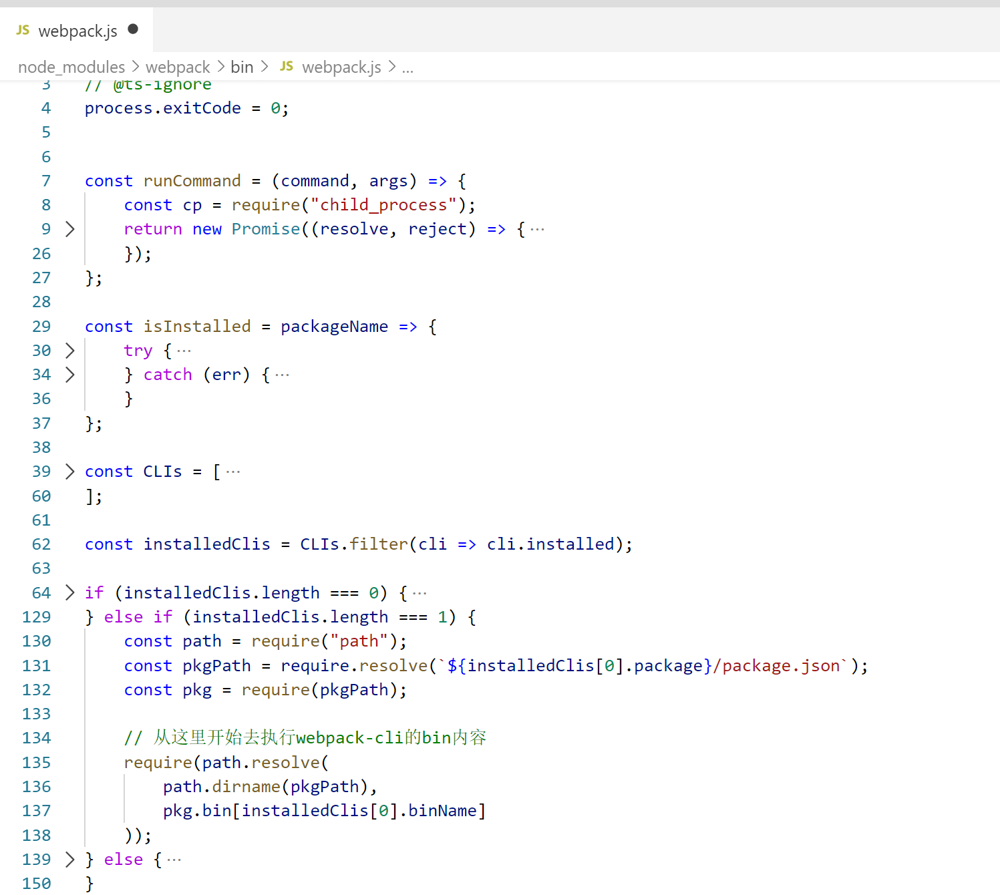 JS webpack.js ●
node_modules > webpack > bin > JS webpack.js > ...
3 // @ts-ignore
4 process.exitCode = 0;
5
6
7 const runCommand = (command, args) => {
8 const cp = require("child_process");
9 return new Promise((resolve, reject) => { ···
26 });
27 };
28
29 const isInstalled = packageName => {
30 try { ···
34 } catch (err) { ···
36 }
37 };
38
39 const CLIs = [ ···
60 ];
61
62 const installedClis = CLIs.filter(cli => cli.installed);
63
64 if (installedClis.length === 0) { ···
129 } else if (installedClis.length === 1) {
130 const path = require("path");
131 const pkgPath = require.resolve(`${installedClis[0].package}/package.json`);
132 const pkg = require(pkgPath);
133
134 // 从这里开始去执行webpack-cli的bin内容
135 require(path.resolve(
136 path.dirname(pkgPath),
137 pkg.bin[installedClis[0].binName]
138 ));
139 } else { ···
150 }